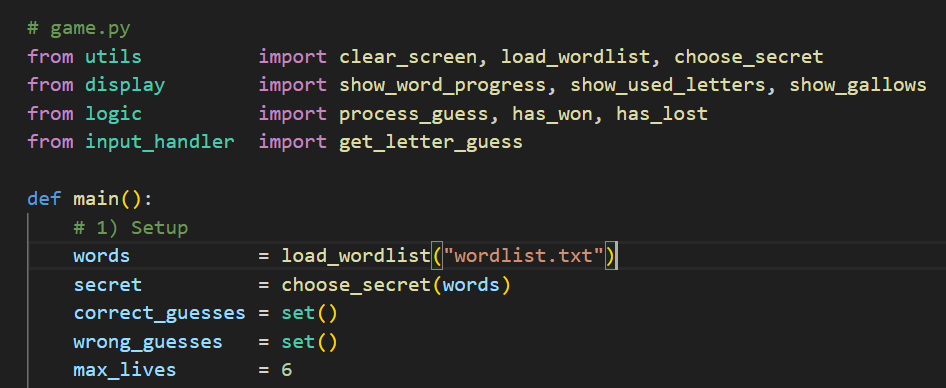 # game.py
from utils          import clear_screen, load_wordlist, choose_secret
from display        import show_word_progress, show_used_letters, show_gallows
from logic          import process_guess, has_won, has_lost
from input_handler  import get_letter_guess
def main():
    # 1) Setup
    words           = load_wordlist("wordlist.txt")
    secret          = choose_secret(words)
    correct_guesses = set()
    wrong_guesses   = set()
    max_lives       = 6